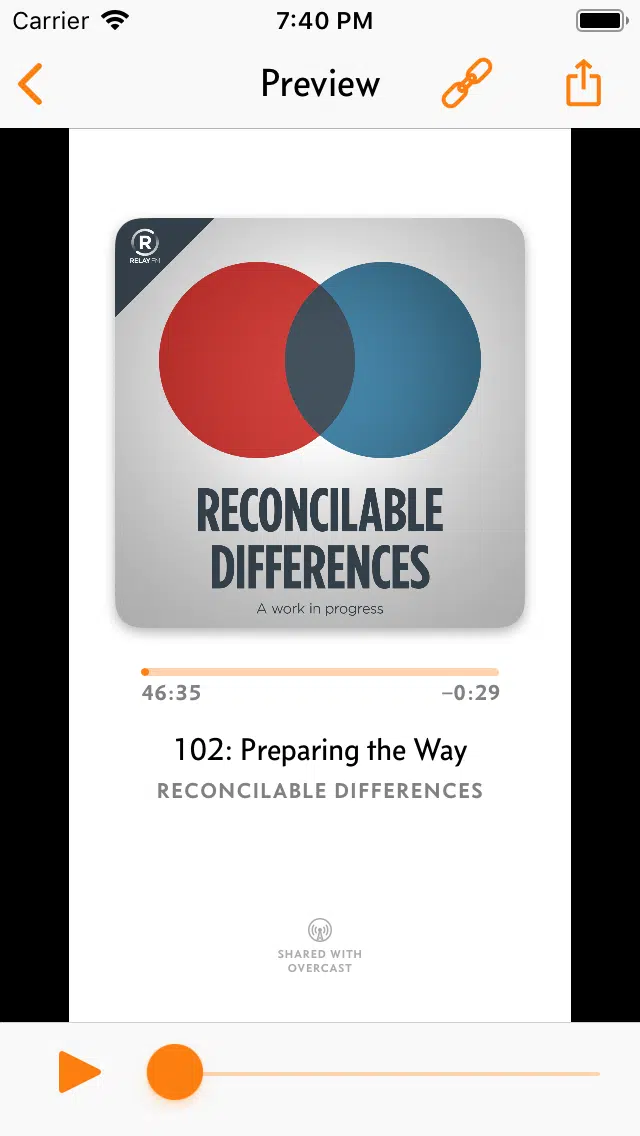 Carrier 7:40 PM
Preview
R
RELAY FM
RECONCILABLE
DIFFERENCES
A work in progress
46:35 −0:29
102: Preparing the Way
RECONCILABLE DIFFERENCES
SHARED WITH
OVERCAST